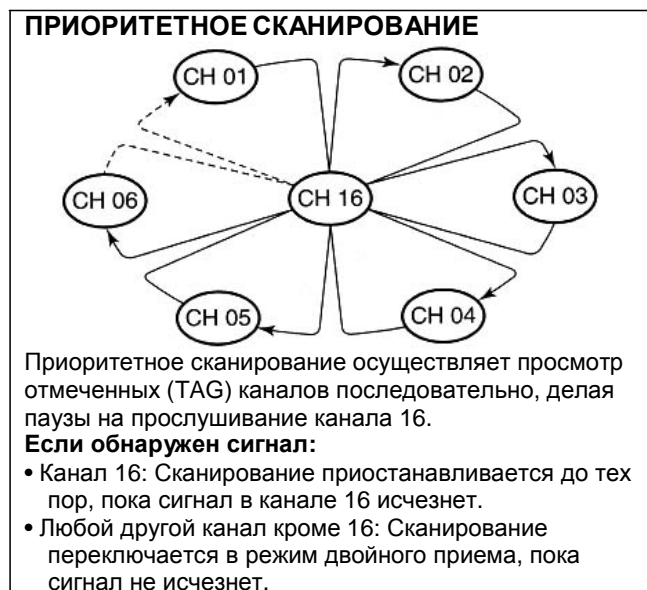 ПРИОРИТЕТНОЕ СКАНИРОВАНИЕ
CH 01
CH 02
CH 06
CH 16
CH 03
CH 05
CH 04
Приоритетное сканирование осуществляет просмотр
отмеченных (TAG) каналов последовательно, делая
паузы на прослушивание канала 16.
Если обнаружен сигнал:
• Канал 16: Сканирование приостанавливается до тех
пор, пока сигнал в канале 16 исчезнет.
• Любой другой канал кроме 16: Сканирование
переключается в режим двойного приема, пока
сигнал не исчезнет.